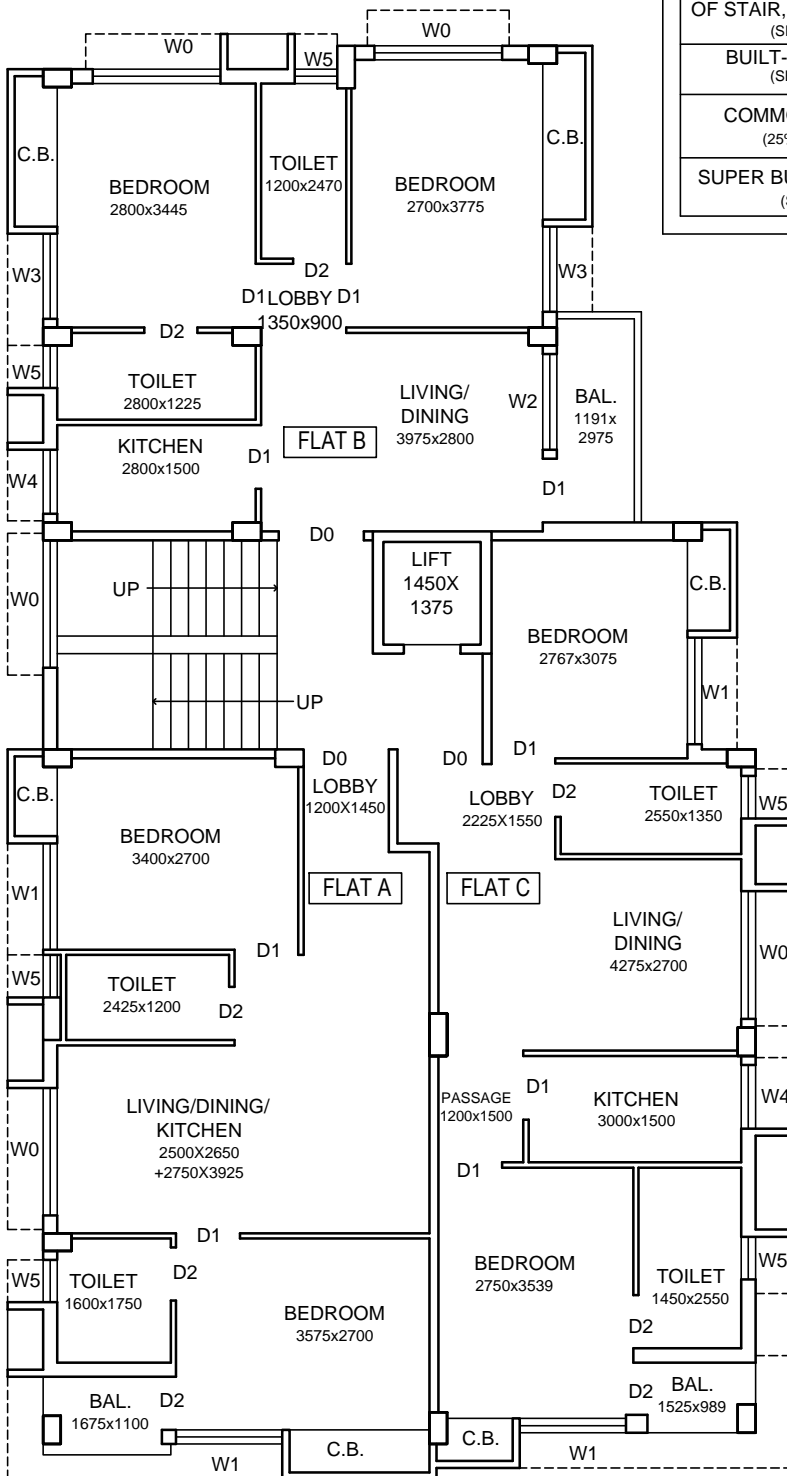 OF STAIR,
BUILT-
COMM
(25
SUPER BU
W0
W5
W0
C.B.
BEDROOM
2800x3445
TOILET
1200x2470
BEDROOM
2700x3775
C.B.
W3
D2
D1 LOBBY D1
1350x900
W3
D2
W5
TOILET
2800x1225
LIVING/
DINING
3975x2800
W2
BAL.
1191x
2975
KITCHEN
2800x1500
D1
FLAT B
W4
D1
D0
W0
UP
LIFT
1450X
1375
C.B.
BEDROOM
2767x3075
W1
UP
D0
D0
D1
C.B.
LOBBY
1200X1450
LOBBY
2225X1550
D2
TOILET
2550x1350
W5
BEDROOM
3400x2700
W1
FLAT A
FLAT C
LIVING/
DINING
4275x2700
W0
D1
W5
TOILET
2425x1200
D2
PASSAGE
1200x1500
D1
KITCHEN
3000x1500
W4
LIVING/DINING/
KITCHEN
2500X2650
+2750X3925
W0
D1
D1
W5
TOILET
1600x1750
D2
BEDROOM
3575x2700
BEDROOM
2750x3539
TOILET
1450x2550
W5
D2
BAL.
1675x1100
D2
D2
BAL.
1525x989
W1
C.B.
C.B.
W1